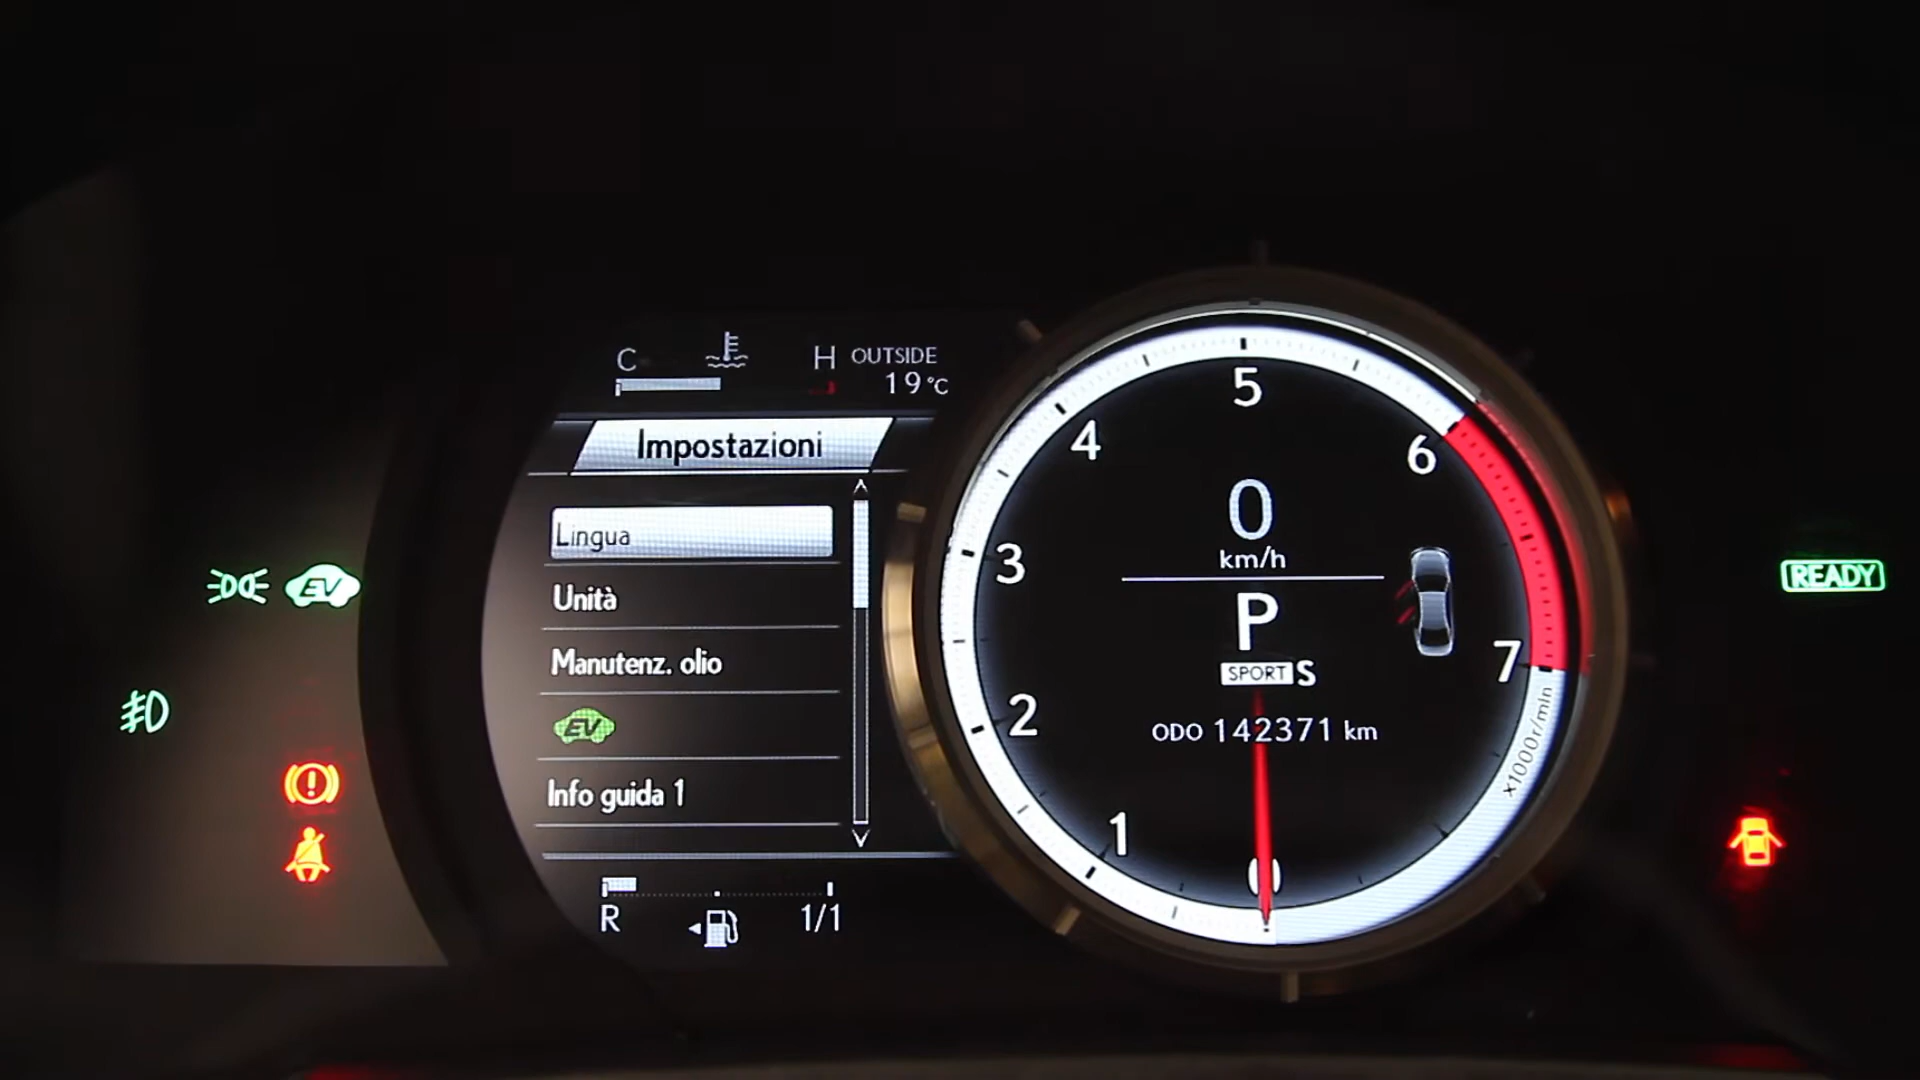 C H OUTSIDE
19°C
Impostazioni
Lingua
Unità
Manutenz. olio
EV
Info guida 1
R 1/1
EV
5
4
6
3
7
2
1
0
x1000r/min
0
km/h
P
SPORT S
ODO 142371 km
READY